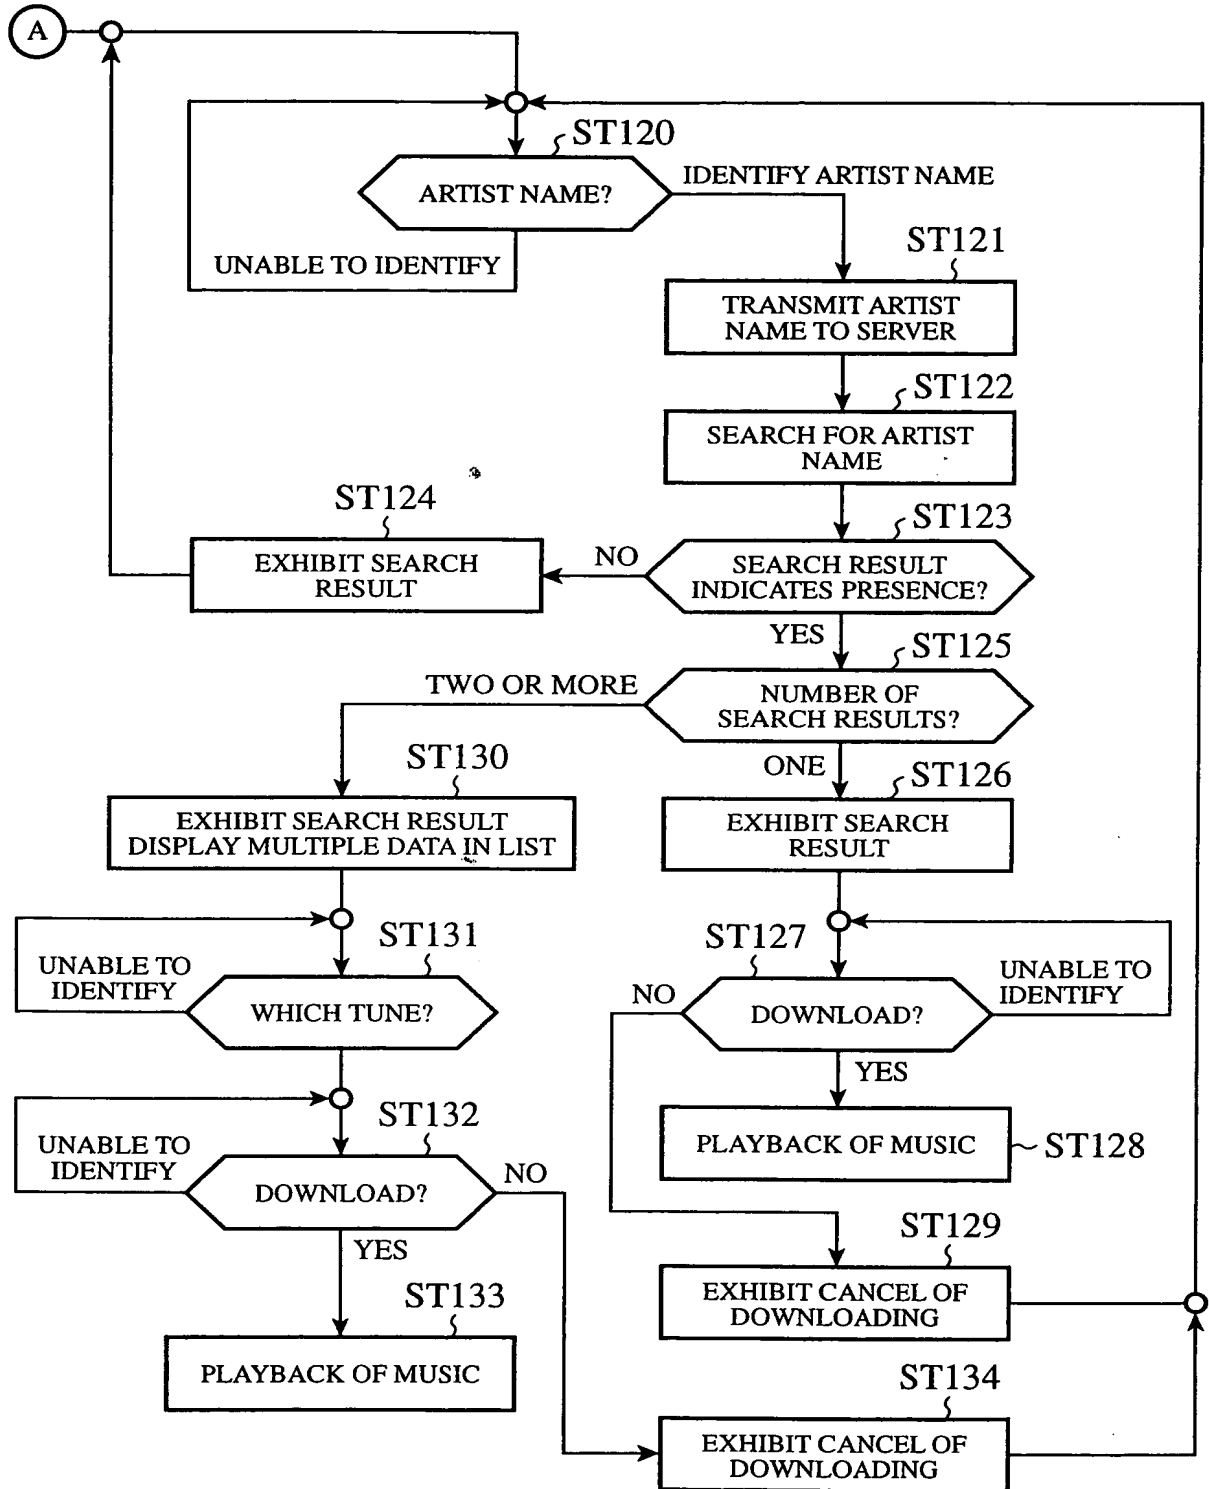 A
ST120
ARTIST NAME?
IDENTIFY ARTIST NAME
UNABLE TO IDENTIFY
ST121
TRANSMIT ARTIST
NAME TO SERVER
ST122
SEARCH FOR ARTIST
NAME
ST123
SEARCH RESULT
INDICATES PRESENCE?
NO
ST124
EXHIBIT SEARCH
RESULT
YES
ST125
NUMBER OF
SEARCH RESULTS?
TWO OR MORE
ONE
ST130
EXHIBIT SEARCH RESULT
DISPLAY MULTIPLE DATA IN LIST
ST126
EXHIBIT SEARCH
RESULT
ST131
UNABLE TO
IDENTIFY
WHICH TUNE?
ST127
NO
DOWNLOAD?
UNABLE TO
IDENTIFY
YES
PLAYBACK OF MUSIC
ST128
ST132
UNABLE TO
IDENTIFY
DOWNLOAD?
NO
YES
ST133
PLAYBACK OF MUSIC
ST129
EXHIBIT CANCEL OF
DOWNLOADING
ST134
EXHIBIT CANCEL OF
DOWNLOADING